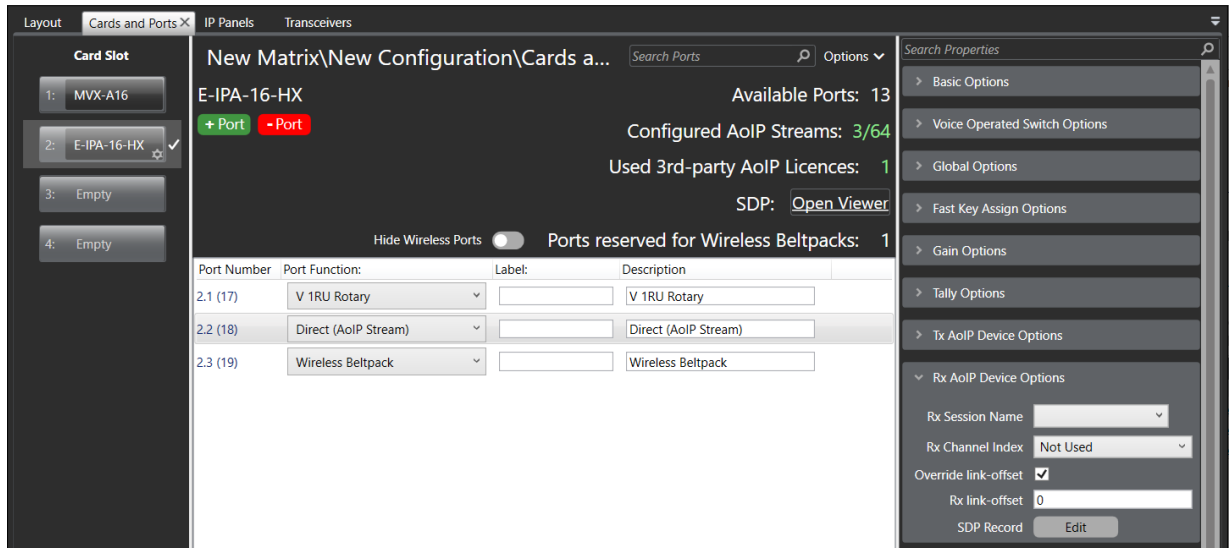 Layout
Cards and Ports
IP Panels
Transceivers
Card Slot
1: MVX-A16
2: E-IPA-16-HX
3: Empty
4: Empty
New Matrix\New Configuration\Cards a...
Search Ports
Options
E-IPA-16-HX
Available Ports: 13
+ Port
- Port
Configured AoIP Streams: 3/64
Used 3rd-party AoIP Licences: 1
SDP: Open Viewer
Hide Wireless Ports
Ports reserved for Wireless Beltpacks: 1
Port Number Port Function: Label: Description
2.1 (17) V 1RU Rotary V 1RU Rotary
2.2 (18) Direct (AoIP Stream) Direct (AoIP Stream)
2.3 (19) Wireless Beltpack Wireless Beltpack
Search Properties
Basic Options
Voice Operated Switch Options
Global Options
Fast Key Assign Options
Gain Options
Tally Options
Tx AoIP Device Options
Rx AoIP Device Options
Rx Session Name
Rx Channel Index Not Used
Override link-offset
Rx link-offset 0
SDP Record Edit